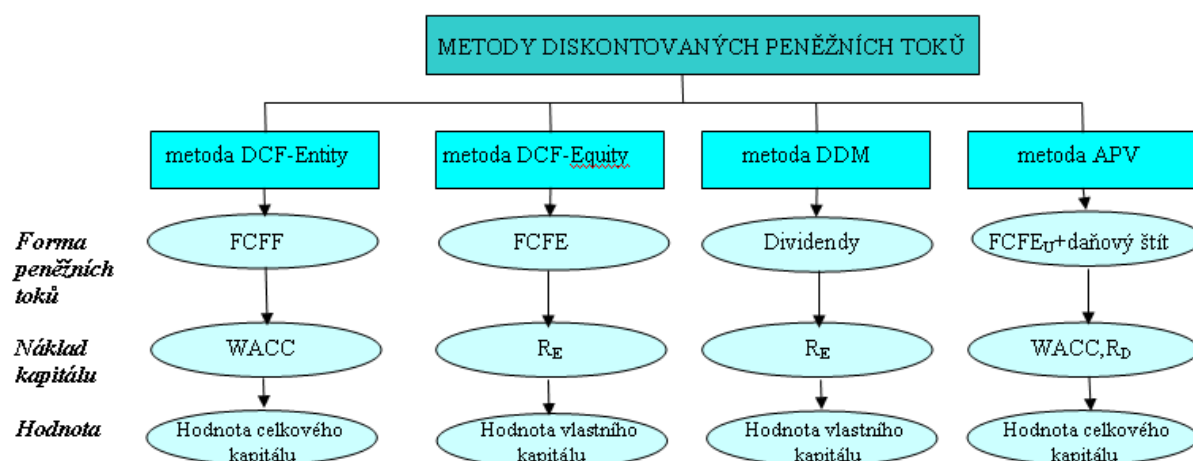 METODY DISKONTOVANÝCH PENĚŽNÍCH TOKŮ
metoda DCF-Entity
metoda DCF-Equity
metoda DDM
metoda APV
Forma
peněžních
toků
FCFF
FCFE
Dividendy
FCFEU+daňový štít
Náklad
kapitálu
WACC
RE
RE
WACC,RD
Hodnota
Hodnota celkového
kapitálu
Hodnota vlastního
kapitálu
Hodnota vlastního
kapitálu
Hodnota celkového
kapitálu